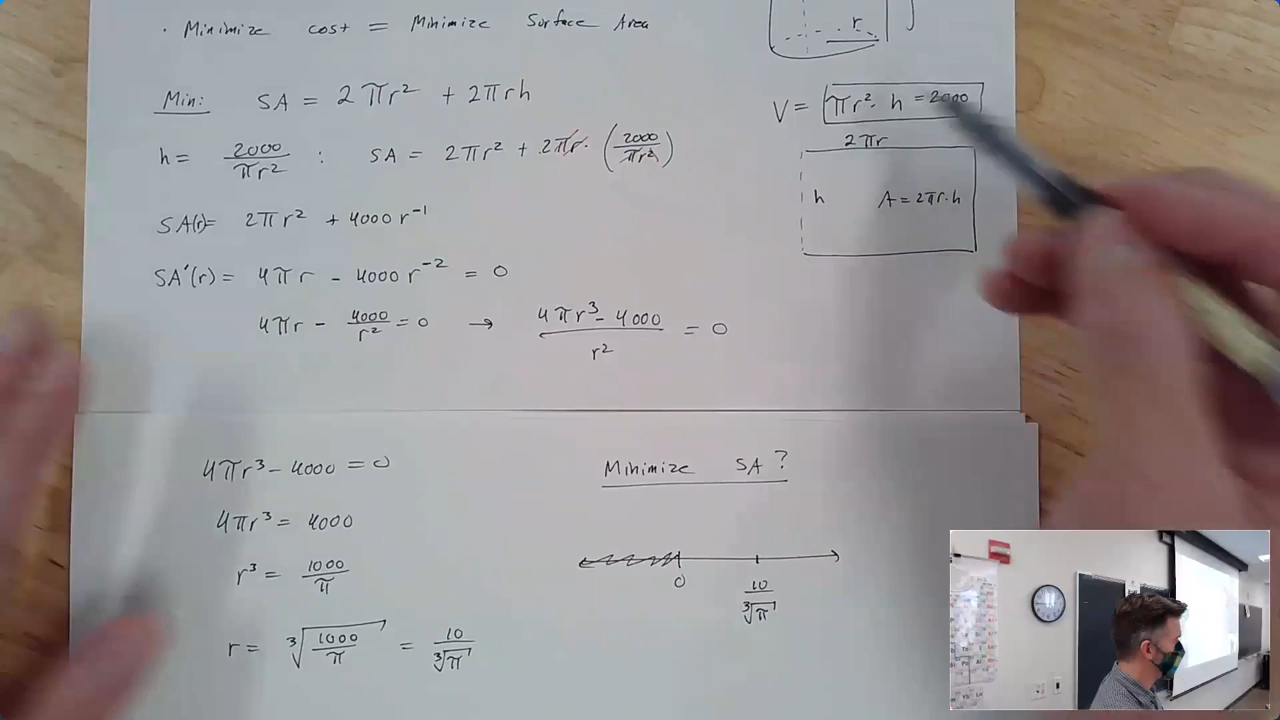 · Minimize cost = Minimize Surface Area
r
Min: SA = 2πr² + 2πrh
V = πr² · h = 2000
h = 2000/πr² : SA = 2πr² + 2πr · (2000/πr²)
2πr
h A = 2πr·h
SA(r) = 2πr² + 4000 r⁻¹
SA'(r) = 4πr - 4000 r⁻² = 0
4πr - 4000/r² = 0 → (4πr³ - 4000)/r² = 0
4πr³ - 4000 = 0
4πr³ = 4000
r³ = 1000/π
r = ∛(1000/π) = 10/∛π
Minimize SA?
0 10/∛π